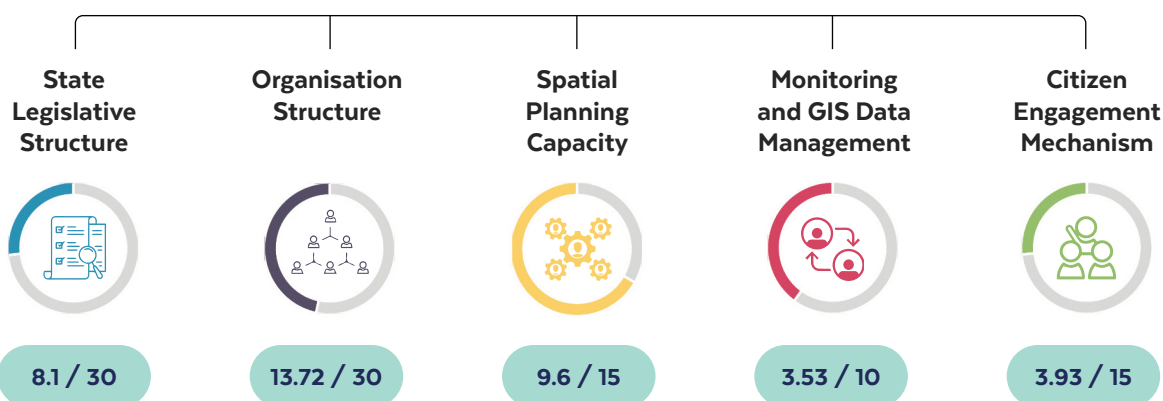 State
Legislative
Structure
Organisation
Structure
Spatial
Planning
Capacity
Monitoring
and GIS Data
Management
Citizen
Engagement
Mechanism
8.1 / 30
13.72 / 30
9.6 / 15
3.53 / 10
3.93 / 15